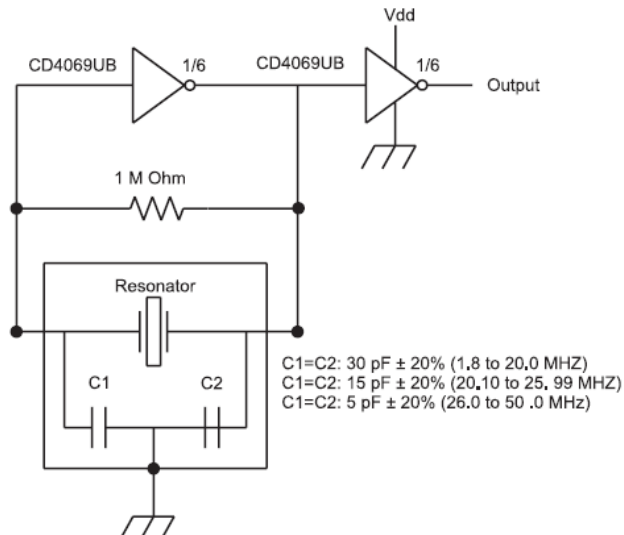 Vdd
CD4069UB
1/6
CD4069UB
1/6
Output
1 M Ohm
Resonator
C1
C2
C1=C2: 30 pF ± 20% (1.8 to 20.0 MHZ)
C1=C2: 15 pF ± 20% (20.10 to 25. 99 MHZ)
C1=C2: 5 pF ± 20% (26.0 to 50 .0 MHz)